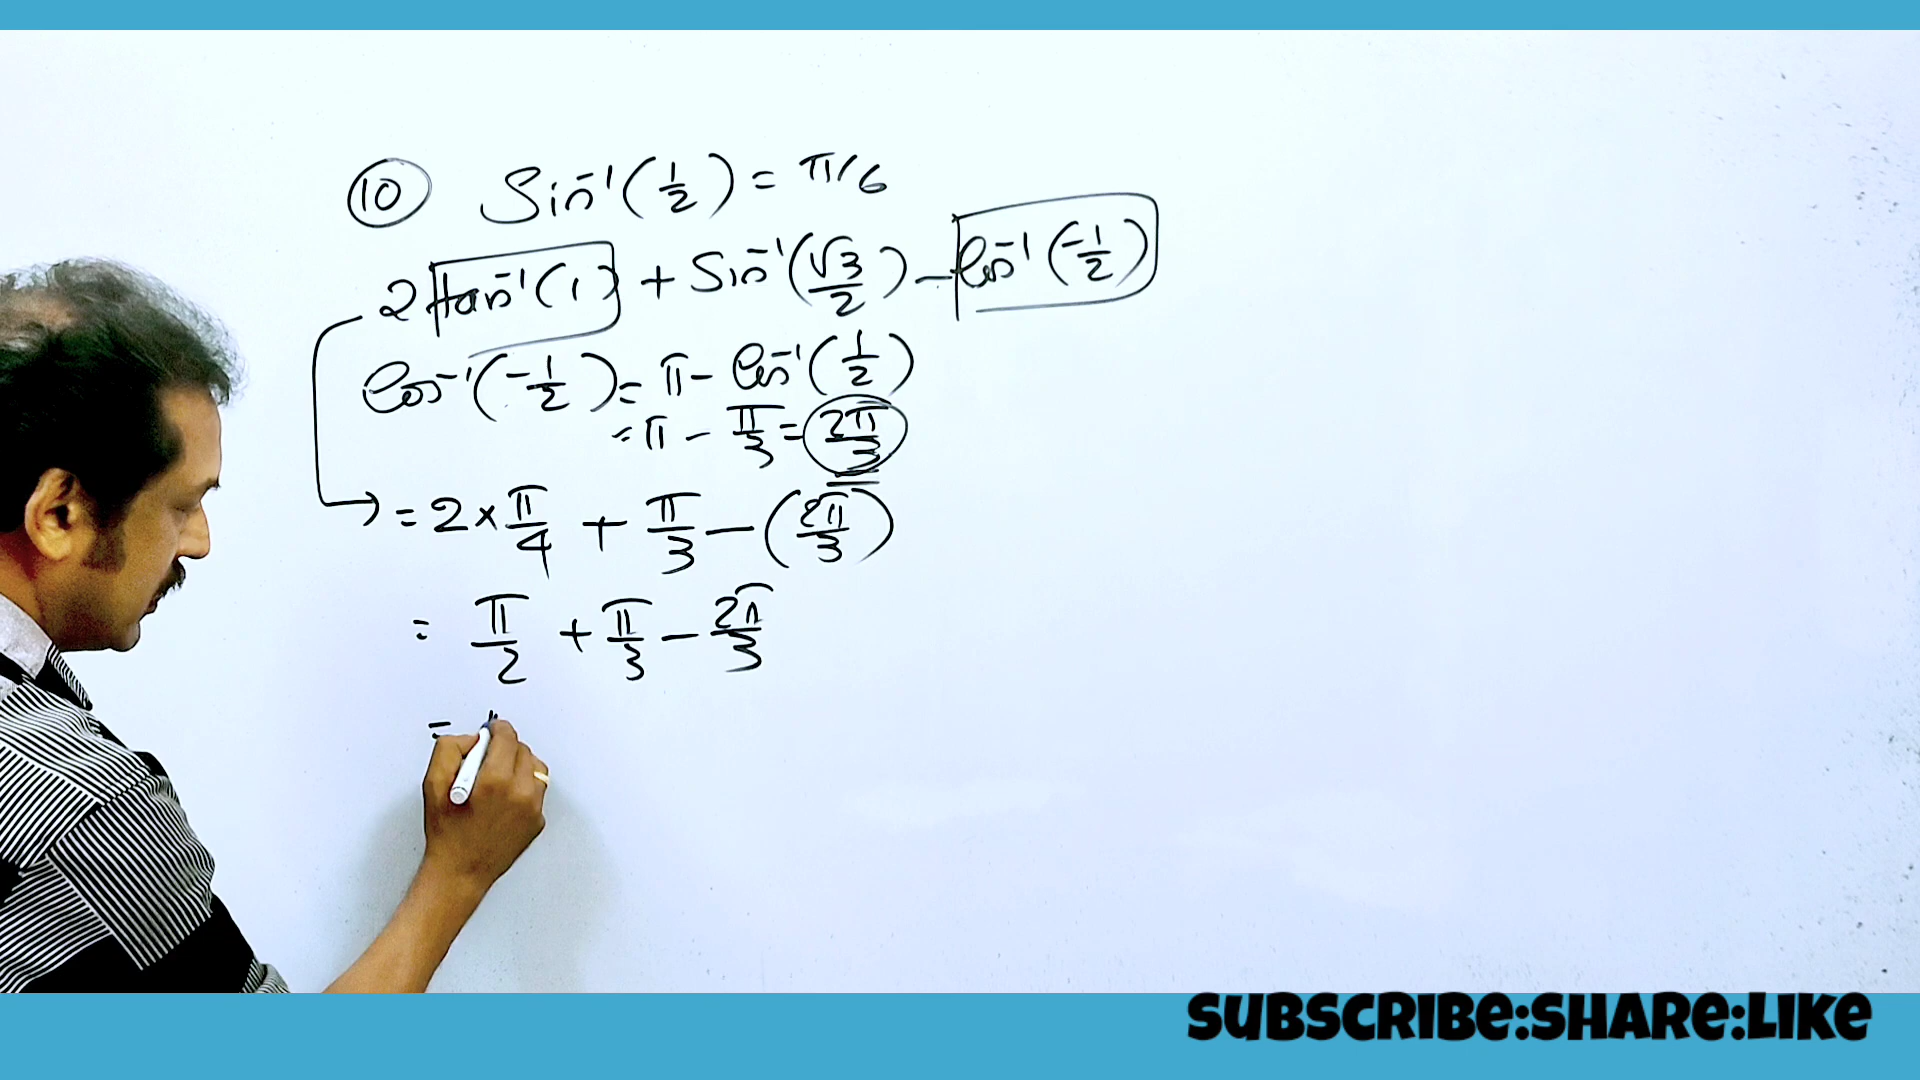 10 Sin⁻¹(1/2) = π/6
2 tan⁻¹(1) + Sin⁻¹(√3/2) - Cos⁻¹(-1/2)
Cos⁻¹(-1/2) = π - Cos⁻¹(1/2)
= π - π/3 = 2π/3
= 2 × π/4 + π/3 - (2π/3)
= π/2 + π/3 - 2π/3
=
SUBSCRIBE:SHARE:LIKE